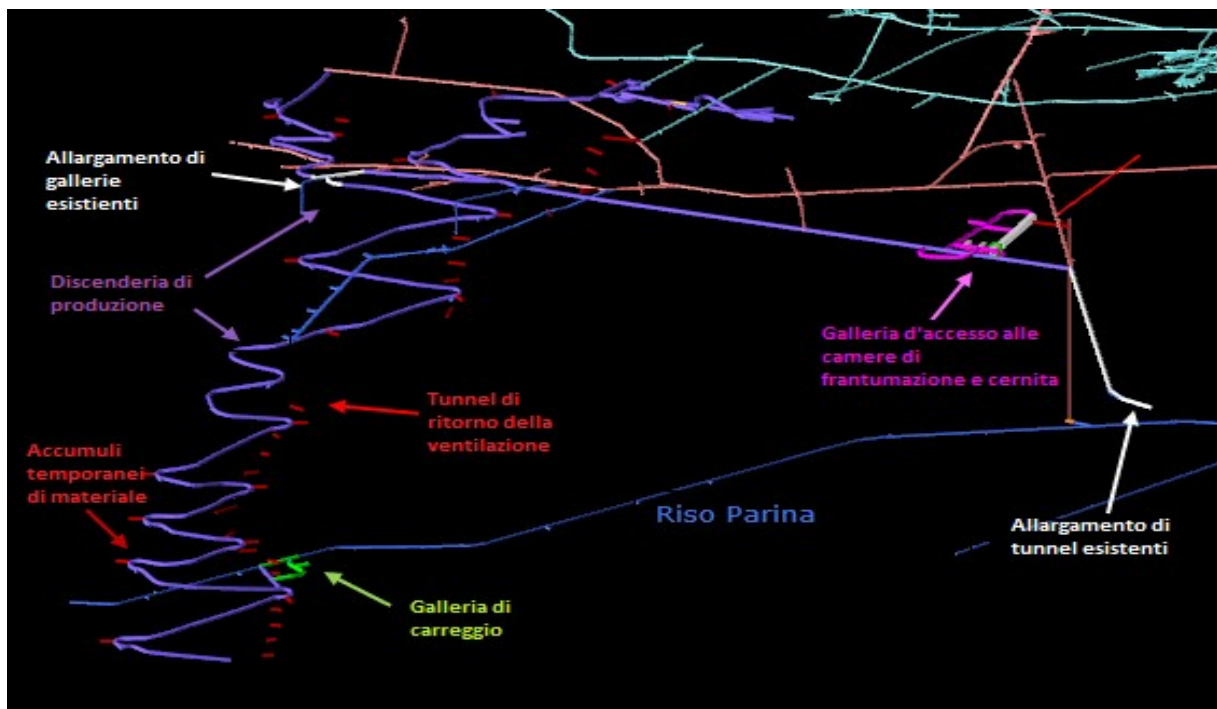 Allargamento di
gallerie
esistienti
Discenderia di
produzione
Galleria d'accesso alle
camere di
frantumazione e cernita
Tunnel di
ritorno della
ventilazione
Accumuli
temporanei
di materiale
Riso Parina
Allargamento di
tunnel esistenti
Galleria di
carreggio